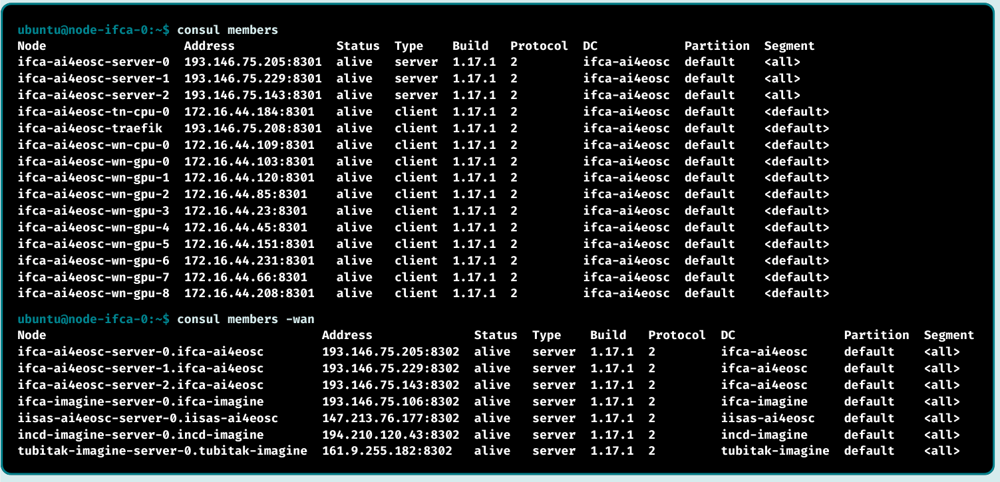 ubuntu@node-ifca-0:~$ consul members
Node Address Status Type Build Protocol DC Partition Segment
ifca-ai4eosc-server-0 193.146.75.205:8301 alive server 1.17.1 2 ifca-ai4eosc default <all>
ifca-ai4eosc-server-1 193.146.75.229:8301 alive server 1.17.1 2 ifca-ai4eosc default <all>
ifca-ai4eosc-server-2 193.146.75.143:8301 alive server 1.17.1 2 ifca-ai4eosc default <all>
ifca-ai4eosc-tn-cpu-0 172.16.44.184:8301 alive client 1.17.1 2 ifca-ai4eosc default <default>
ifca-ai4eosc-traefik 193.146.75.208:8301 alive client 1.17.1 2 ifca-ai4eosc default <default>
ifca-ai4eosc-wn-cpu-0 172.16.44.109:8301 alive client 1.17.1 2 ifca-ai4eosc default <default>
ifca-ai4eosc-wn-gpu-0 172.16.44.103:8301 alive client 1.17.1 2 ifca-ai4eosc default <default>
ifca-ai4eosc-wn-gpu-1 172.16.44.120:8301 alive client 1.17.1 2 ifca-ai4eosc default <default>
ifca-ai4eosc-wn-gpu-2 172.16.44.85:8301 alive client 1.17.1 2 ifca-ai4eosc default <default>
ifca-ai4eosc-wn-gpu-3 172.16.44.23:8301 alive client 1.17.1 2 ifca-ai4eosc default <default>
ifca-ai4eosc-wn-gpu-4 172.16.44.45:8301 alive client 1.17.1 2 ifca-ai4eosc default <default>
ifca-ai4eosc-wn-gpu-5 172.16.44.151:8301 alive client 1.17.1 2 ifca-ai4eosc default <default>
ifca-ai4eosc-wn-gpu-6 172.16.44.231:8301 alive client 1.17.1 2 ifca-ai4eosc default <default>
ifca-ai4eosc-wn-gpu-7 172.16.44.66:8301 alive client 1.17.1 2 ifca-ai4eosc default <default>
ifca-ai4eosc-wn-gpu-8 172.16.44.208:8301 alive client 1.17.1 2 ifca-ai4eosc default <default>
ubuntu@node-ifca-0:~$ consul members -wan
Node Address Status Type Build Protocol DC Partition Segment
ifca-ai4eosc-server-0.ifca-ai4eosc 193.146.75.205:8302 alive server 1.17.1 2 ifca-ai4eosc default <all>
ifca-ai4eosc-server-1.ifca-ai4eosc 193.146.75.229:8302 alive server 1.17.1 2 ifca-ai4eosc default <all>
ifca-ai4eosc-server-2.ifca-ai4eosc 193.146.75.143:8302 alive server 1.17.1 2 ifca-ai4eosc default <all>
ifca-imagine-server-0.ifca-imagine 193.146.75.106:8302 alive server 1.17.1 2 ifca-imagine default <all>
iisas-ai4eosc-server-0.iisas-ai4eosc 147.213.76.177:8302 alive server 1.17.1 2 iisas-ai4eosc default <all>
incd-imagine-server-0.incd-imagine 194.210.120.43:8302 alive server 1.17.1 2 incd-imagine default <all>
tubitak-imagine-server-0.tubitak-imagine 161.9.255.182:8302 alive server 1.17.1 2 tubitak-imagine default <all>